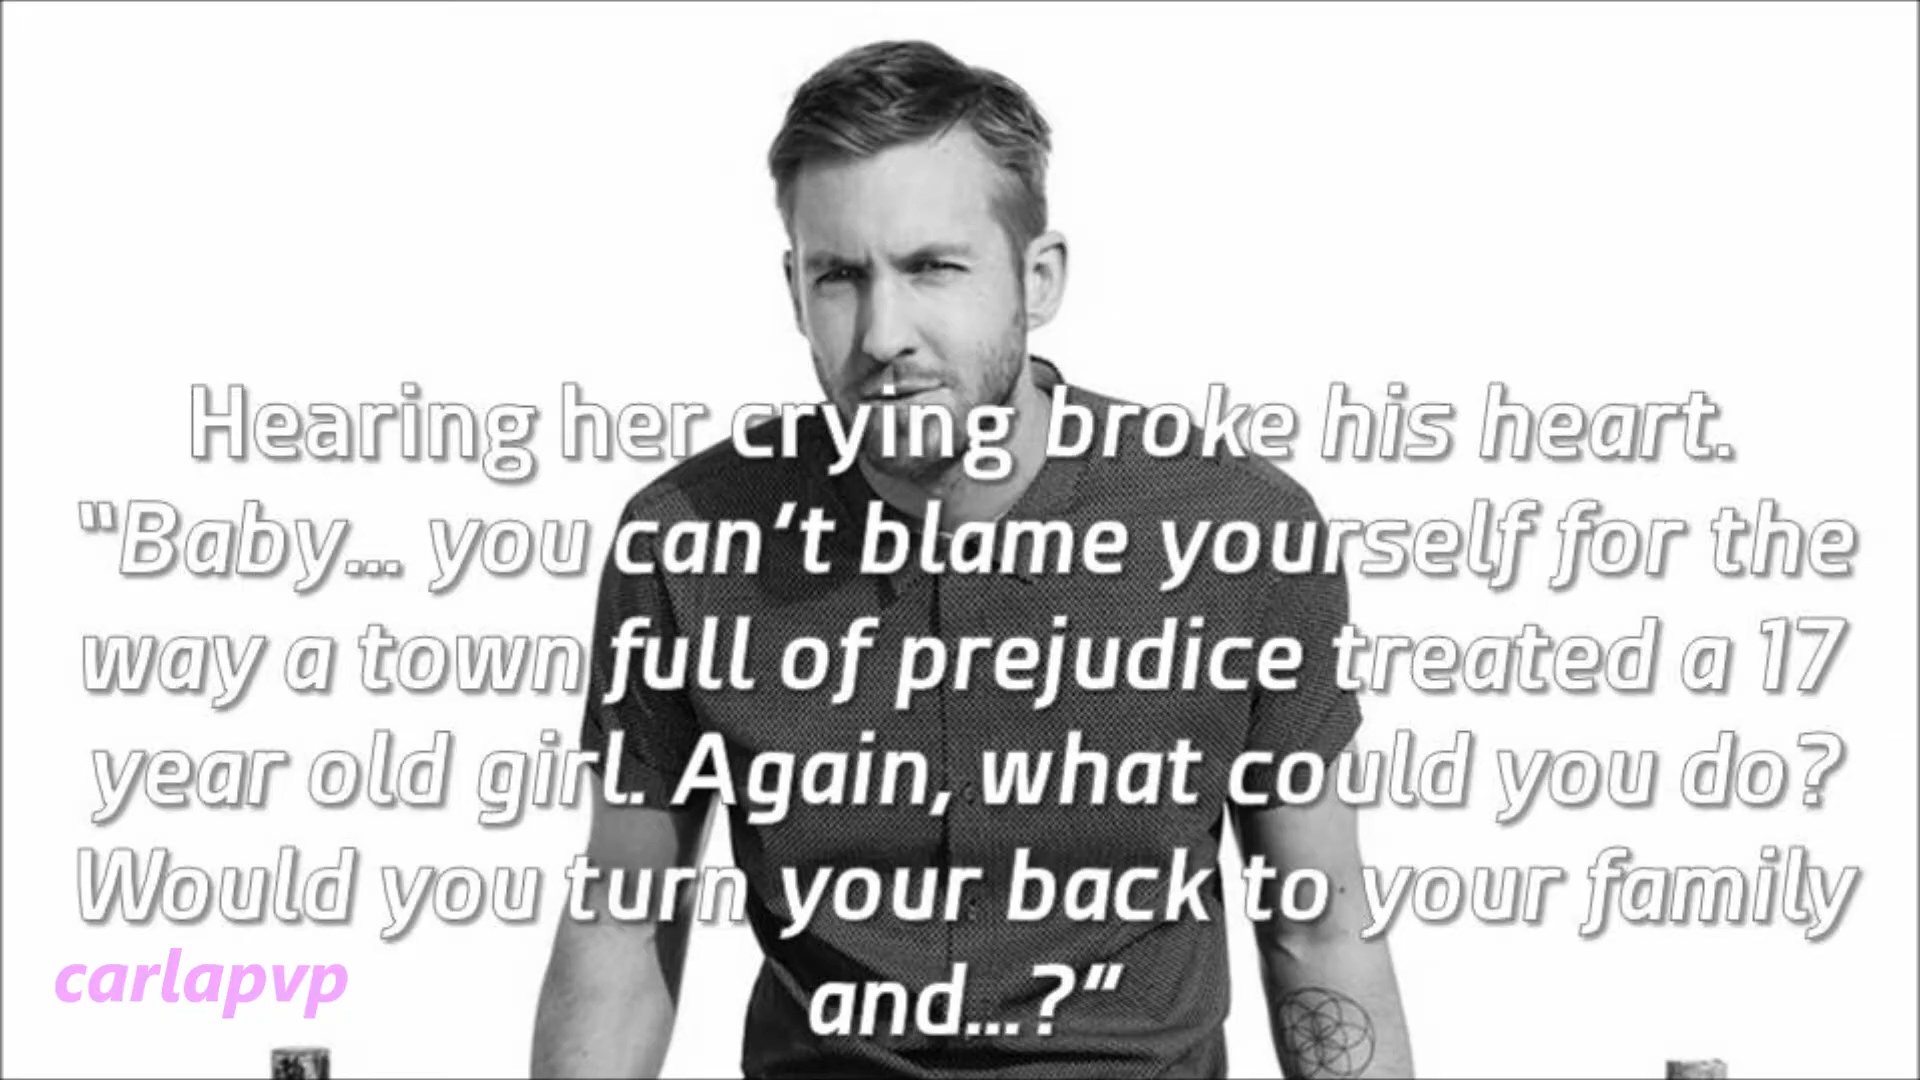 Hearing her crying broke his heart.
"Baby... you can't blame yourself for the
way a town full of prejudice treated a 17
year old girl. Again, what could you do?
Would you turn your back to your family
and...?"
carlapvp